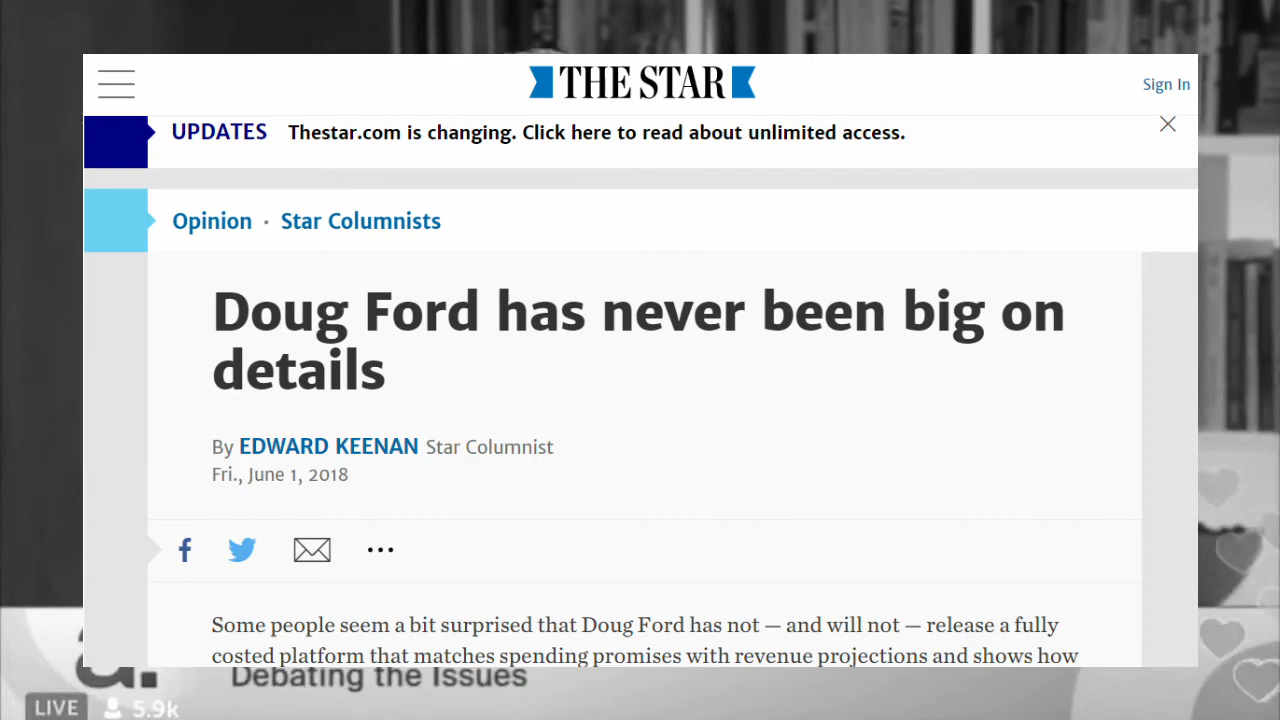 THE STAR
Sign In
UPDATES Thestar.com is changing. Click here to read about unlimited access.
Opinion · Star Columnists
Doug Ford has never been big on
details
By EDWARD KEENAN Star Columnist
Fri., June 1, 2018
Some people seem a bit surprised that Doug Ford has not — and will not — release a fully
costed platform that matches spending promises with revenue projections and shows how
Debating the Issues
LIVE 5.9k